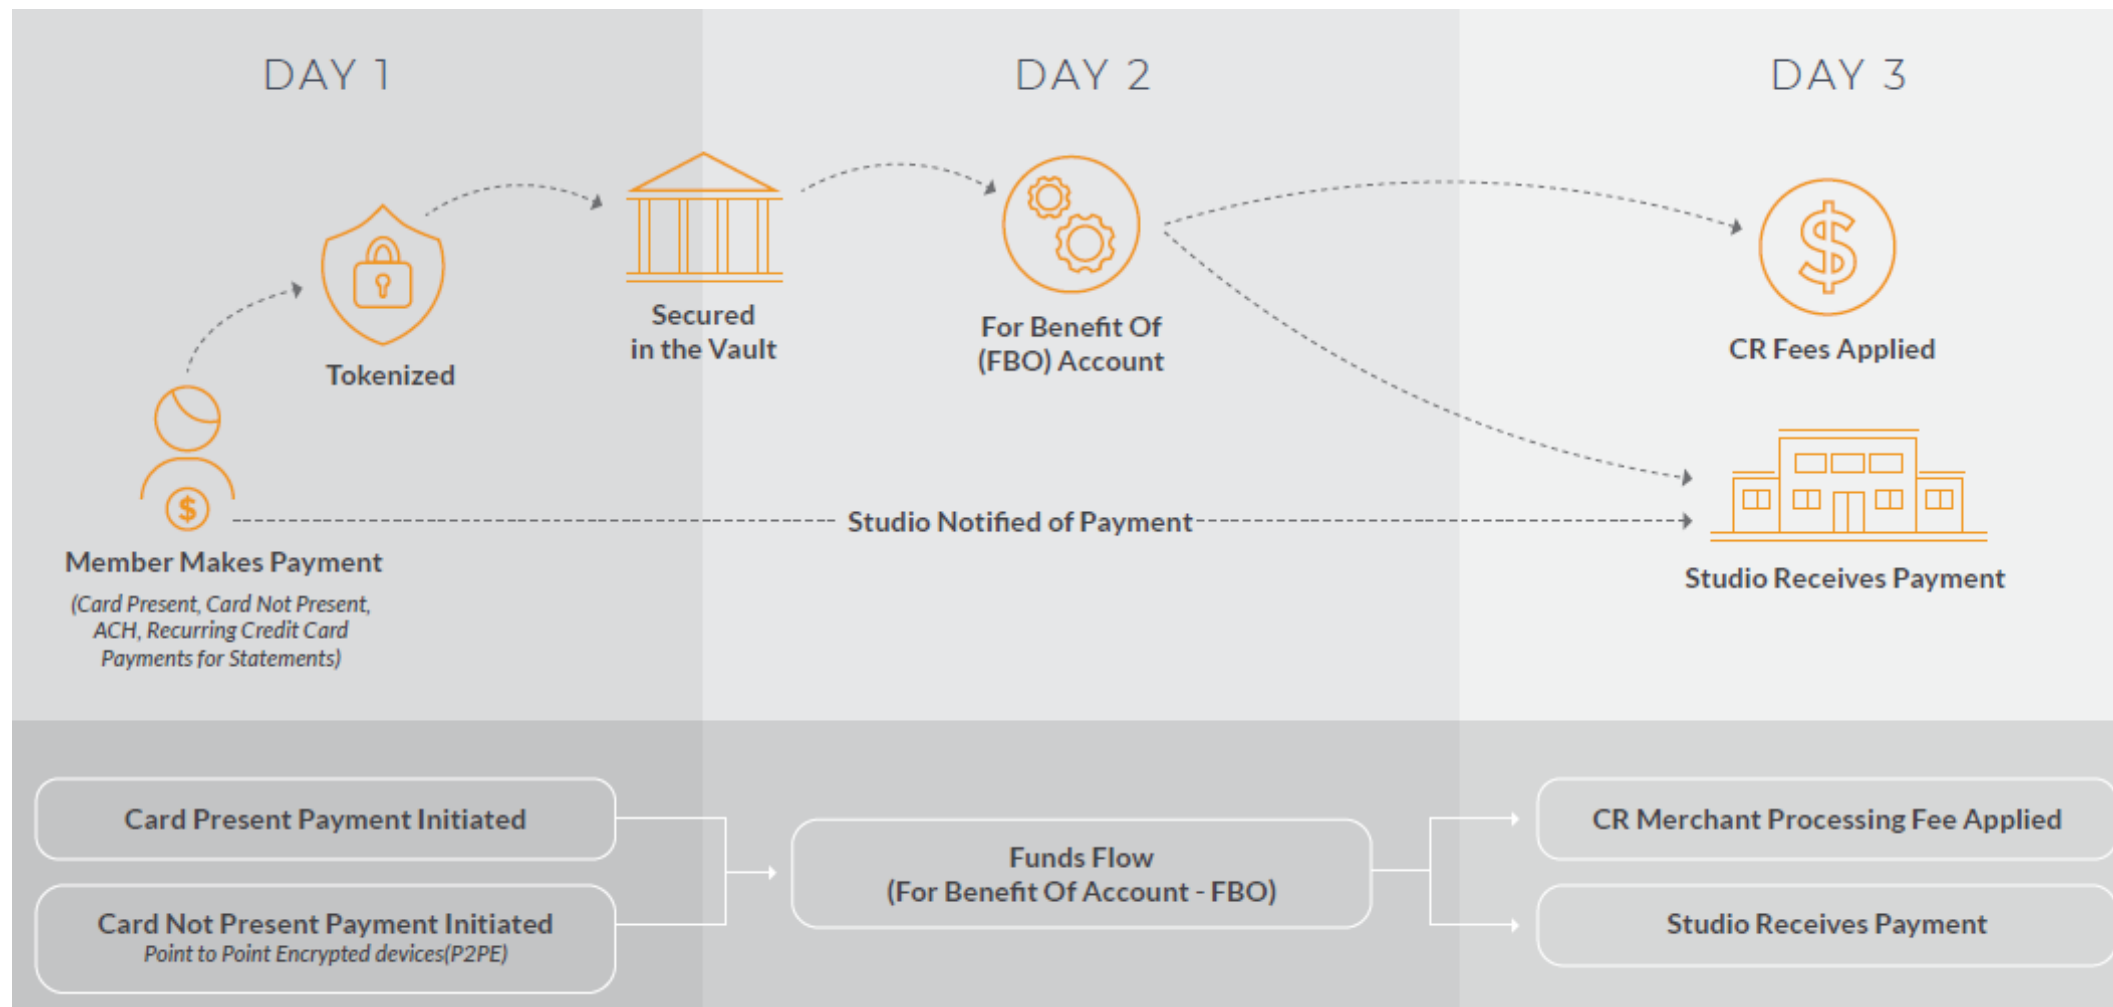 DAY 1
DAY 2
DAY 3
Tokenized
Secured
in the Vault
For Benefit Of
(FBO) Account
CR Fees Applied
Member Makes Payment
(Card Present, Card Not Present,
ACH, Recurring Credit Card
Payments for Statements)
$
Studio Notified of Payment
$
Studio Receives Payment
Card Present Payment Initiated
Card Not Present Payment Initiated
Point to Point Encrypted devices(P2PE)
Funds Flow
(For Benefit Of Account - FBO)
CR Merchant Processing Fee Applied
Studio Receives Payment